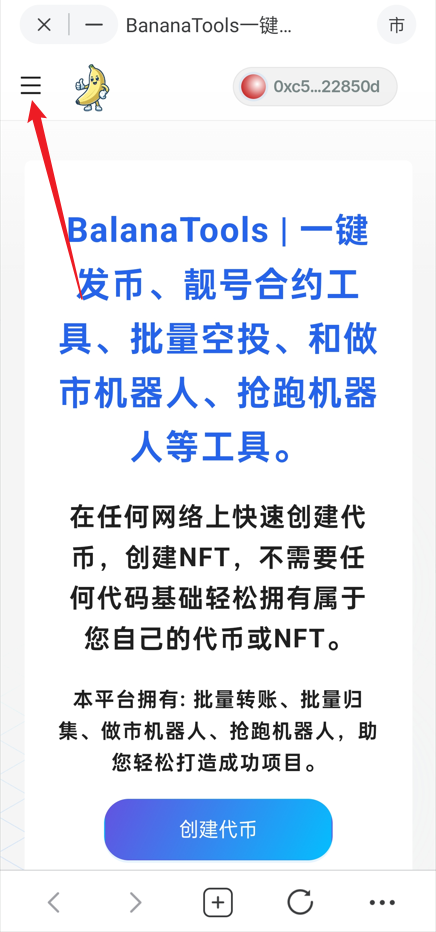 BananaTools一键...
市
0xc5...22850d
BalanaTools | 一键
发币、靓号合约工
具、批量空投、和做
市机器人、抢跑机器
人等工具。
在任何网络上快速创建代
币，创建NFT，不需要任
何代码基础轻松拥有属于
您自己的代币或NFT。
本平台拥有: 批量转账、批量归
集、做市机器人、抢跑机器人，助
您轻松打造成功项目。
创建代币